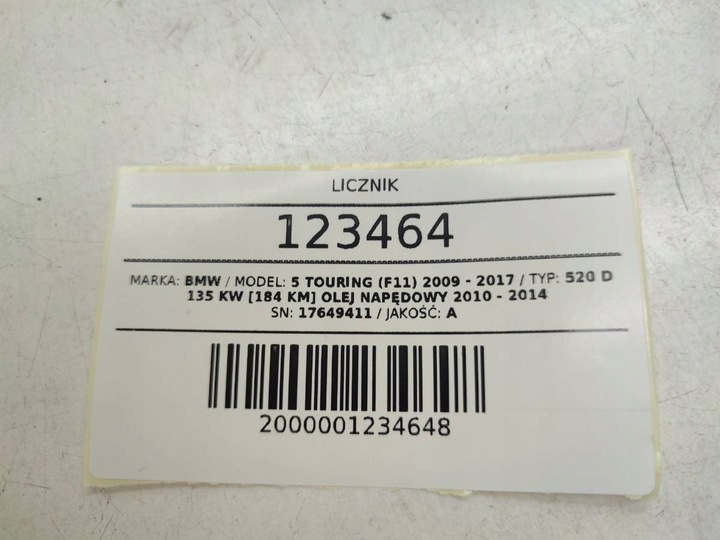 LICZNIK
123464
MARKA: BMW / MODEL: 5 TOURING (F11) 2009 - 2017 / TYP: 520 D
135 KW [184 KM] OLEJ NAPĘDOWY 2010 - 2014
SN: 17649411 / JAKOŚĆ: A
2000001234648